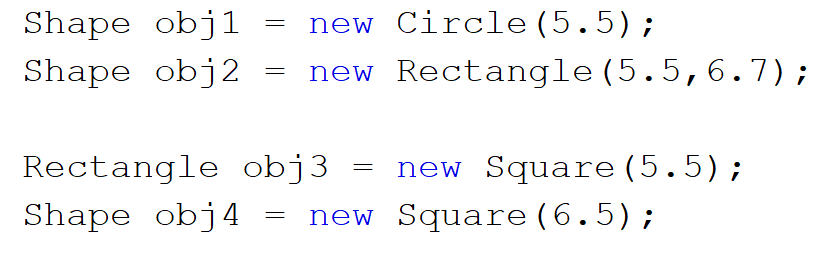 Shape obj1 = new Circle(5.5);
Shape obj2 = new Rectangle(5.5,6.7);
Rectangle obj3 = new Square(5.5);
Shape obj4 = new Square(6.5);